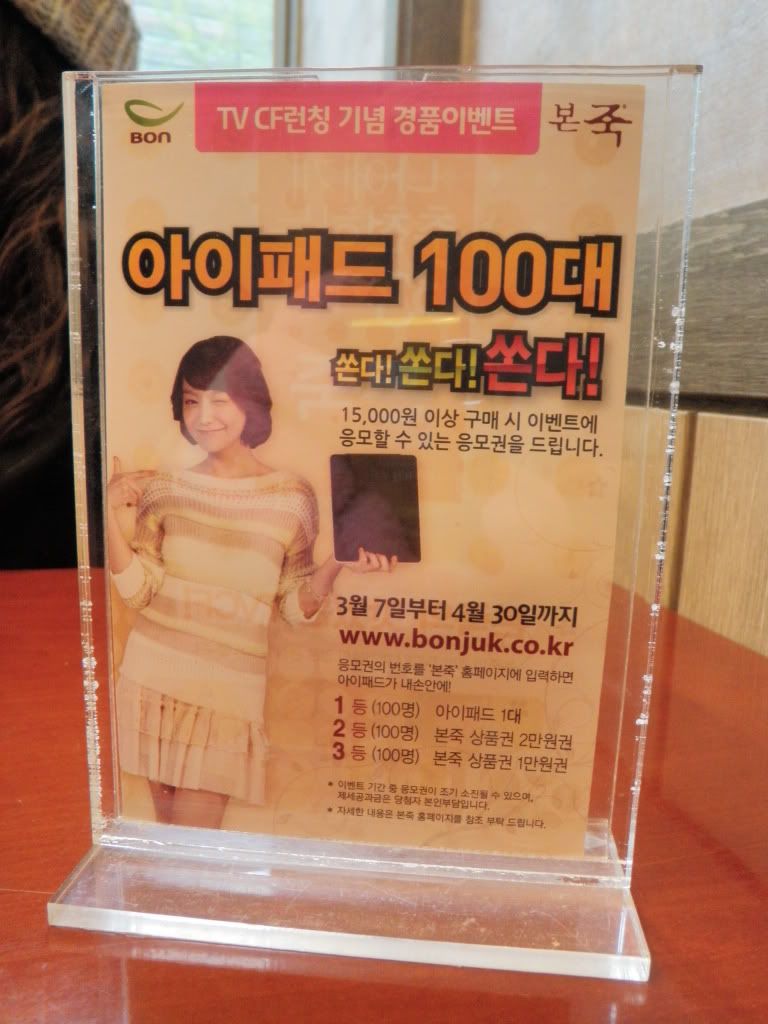 BON
TV CF런칭 기념 경품이벤트
본죽
아이패드 100대
쏜다! 쏜다! 쏜다!
15,000원 이상 구매 시 이벤트에
응모할 수 있는 응모권을 드립니다.
3월 7일부터 4월 30일까지
www.bonjuk.co.kr
응모권의 번호를 '본죽' 홈페이지에 입력하면
아이패드가 내손안에!
1 등 (100명) 아이패드 1대
2 등 (100명) 본죽 상품권 2만원권
3 등 (100명) 본죽 상품권 1만원권
* 이벤트 기간 중 응모권이 조기 소진될 수 있으며,
제세공과금은 당첨자 본인부담입니다.
* 자세한 내용은 본죽 홈페이지를 참조 부탁 드립니다.